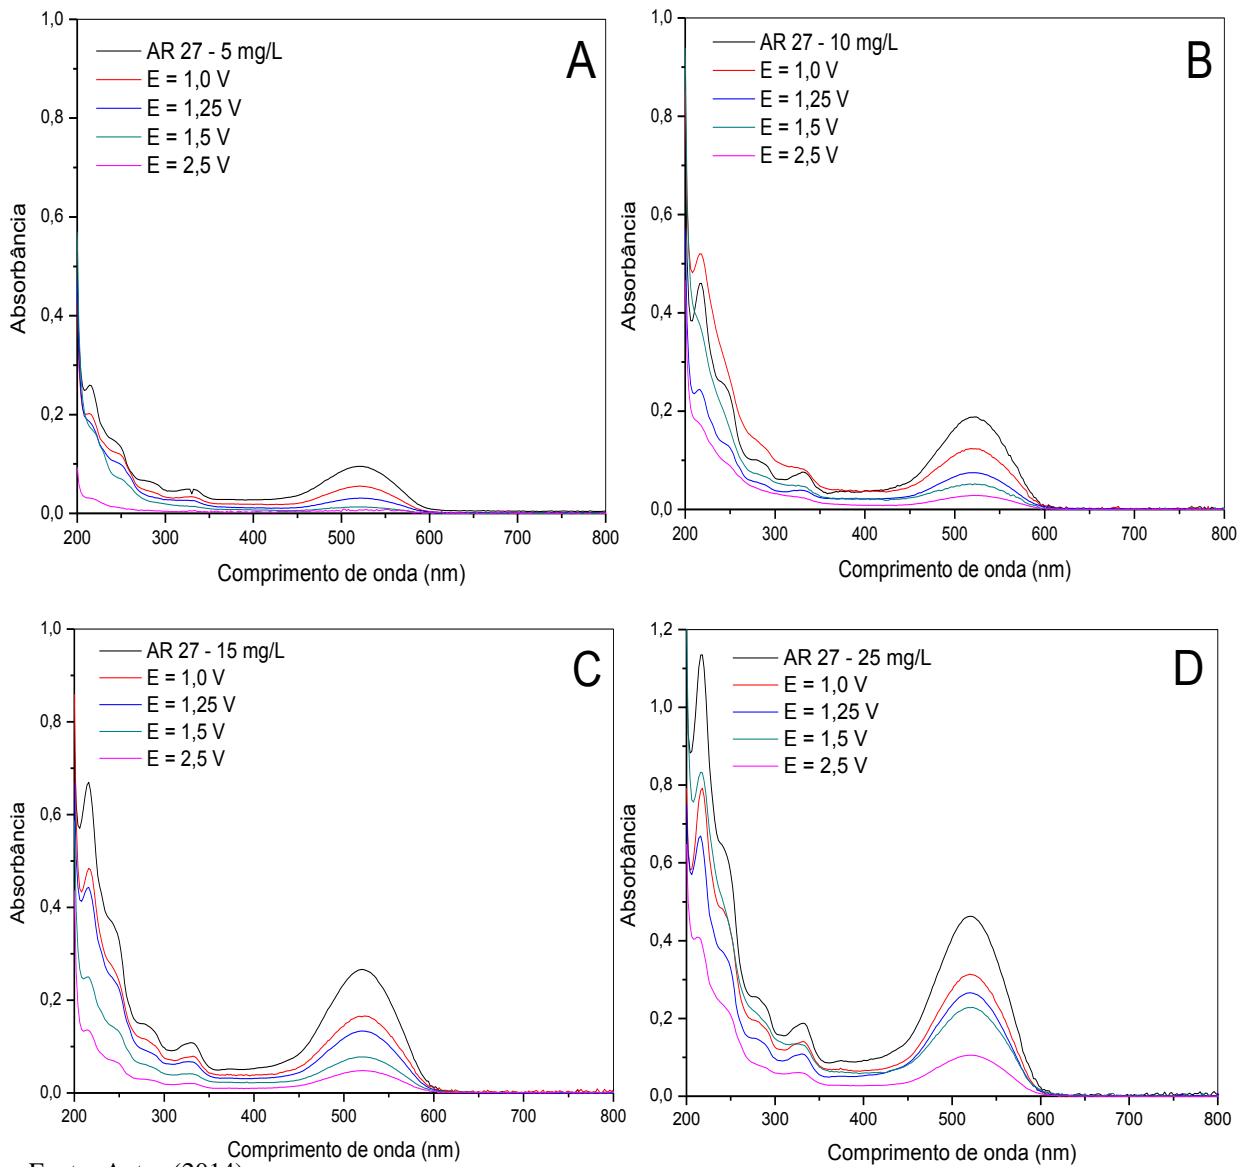 A
AR 27 - 5 mg/L
E = 1,0 V
E = 1,25 V
E = 1,5 V
E = 2,5 V
Absorbância
1,0
0,8
0,6
0,4
0,2
0,0
200 300 400 500 600 700 800
Comprimento de onda (nm)
B
AR 27 - 10 mg/L
E = 1,0 V
E = 1,25 V
E = 1,5 V
E = 2,5 V
Absorbância
1,0
0,8
0,6
0,4
0,2
0,0
200 300 400 500 600 700 800
Comprimento de onda (nm)
C
AR 27 - 15 mg/L
E = 1,0 V
E = 1,25 V
E = 1,5 V
E = 2,5 V
Absorbância
1,0
0,8
0,6
0,4
0,2
0,0
200 300 400 500 600 700 800
Comprimento de onda (nm)
D
AR 27 - 25 mg/L
E = 1,0 V
E = 1,25 V
E = 1,5 V
E = 2,5 V
Absorbância
1,2
1,0
0,8
0,6
0,4
0,2
0,0
200 300 400 500 600 700 800
Comprimento de onda (nm)